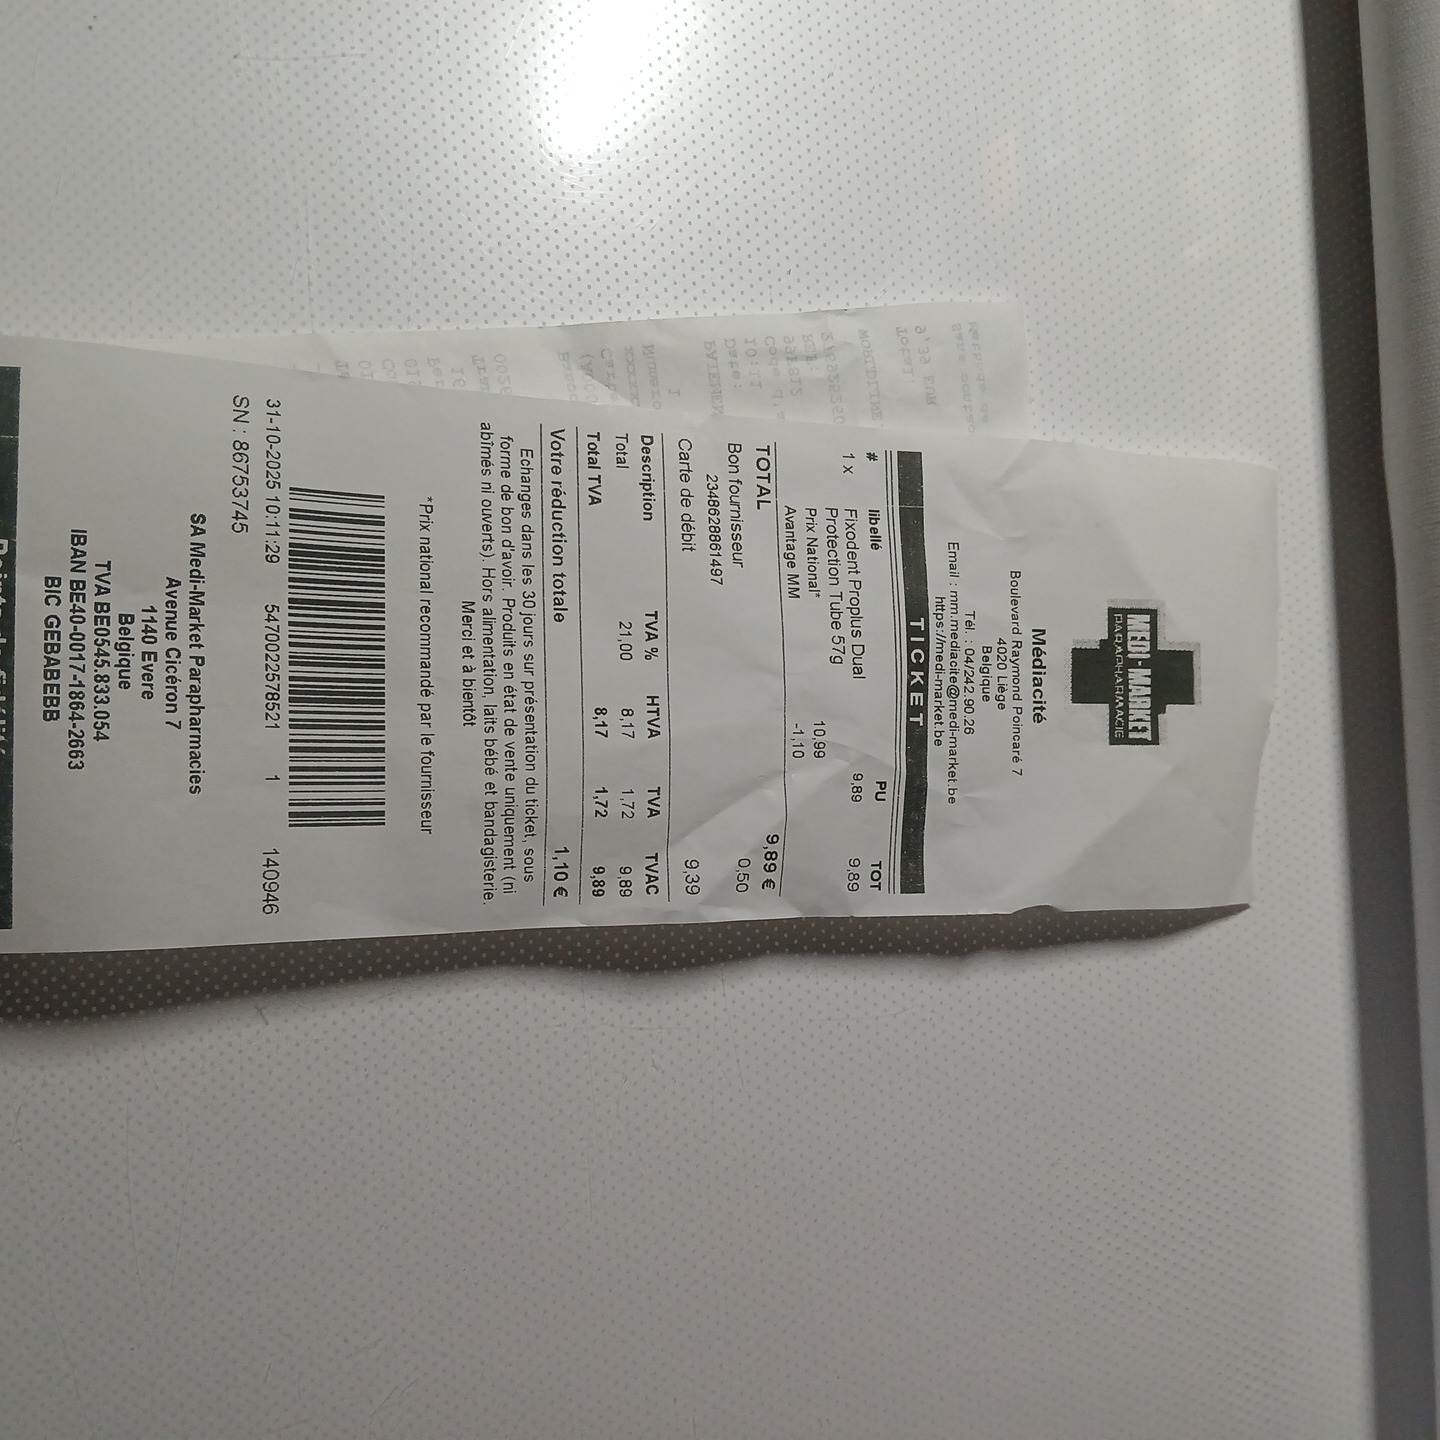 MEDI-MARKET
PARAPHARMACIE
Médiacité
Boulevard Raymond Poincaré 7
4020 Liège
Belgique
Tél. : 04/242.90.26
Email : mm.mediacite@medi-market.be
https://medi-market.be
TICKET
# libellé PU TOT
1 x Fixodent Proplus Dual 9,89 9,89
Protection Tube 57g
Prix National* 10,99
Avantage MM -1,10
TOTAL 9,89 €
Bon fournisseur 0,50
2348628861497
Carte de débit 9,39
Description TVA % HTVA TVA TVAC
Total 21,00 8,17 1,72 9,89
Total TVA 8,17 1,72 9,89
Votre réduction totale 1,10 €
Echanges dans les 30 jours sur présentation du ticket, sous
forme de bon d'avoir. Produits en état de vente uniquement (ni
abîmés ni ouverts). Hors alimentation, laits bébé et bandagisterie.
Merci et à bientôt
*Prix national recommandé par le fournisseur
31-10-2025 10:11:29 5470022578521 1 140946
SN : 86753745
SA Medi-Market Parapharmacies
Avenue Cicéron 7
1140 Evere
Belgique
TVA BE0545.833.054
IBAN BE40-0017-1864-2663
BIC GEBABEBB